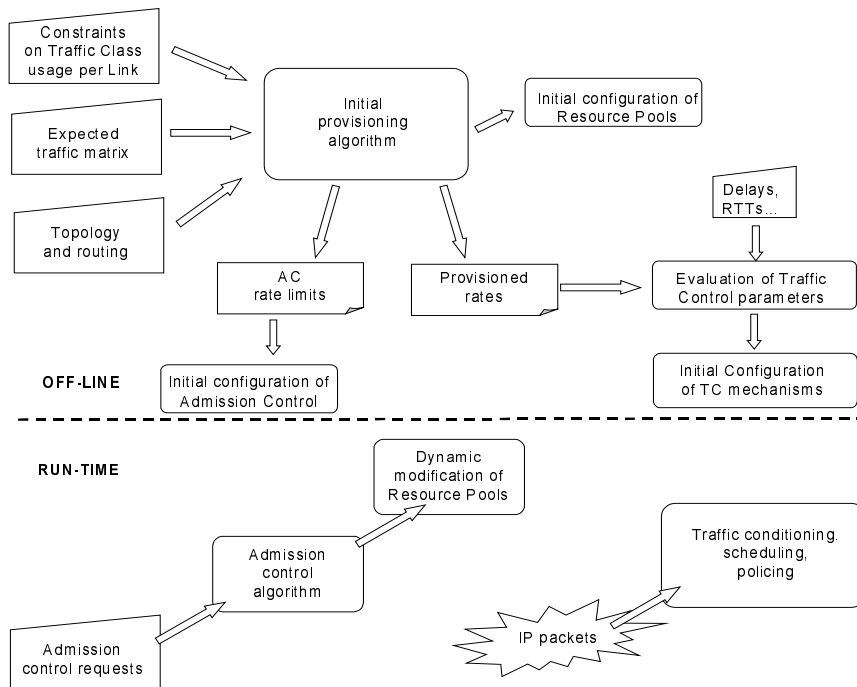 Constraints
on Traffic Class
usage per Link
Initial
provisioning
algorithm
Initial configuration of
Resource Pools
Expected
traffic matrix
Delays,
RTTs...
Topology
and routing
AC
rate limits
Provisioned
rates
Evaluation of Traffic
Control parameters
OFF-LINE
Initial configuration of
Admission Control
Initial Configuration
of TC mechanisms
RUN-TIME
Dynamic
modification of
Resource Pools
Admission
control
algorithm
Traffic conditioning.
scheduling,
policing
IP packets
Admission
control requests